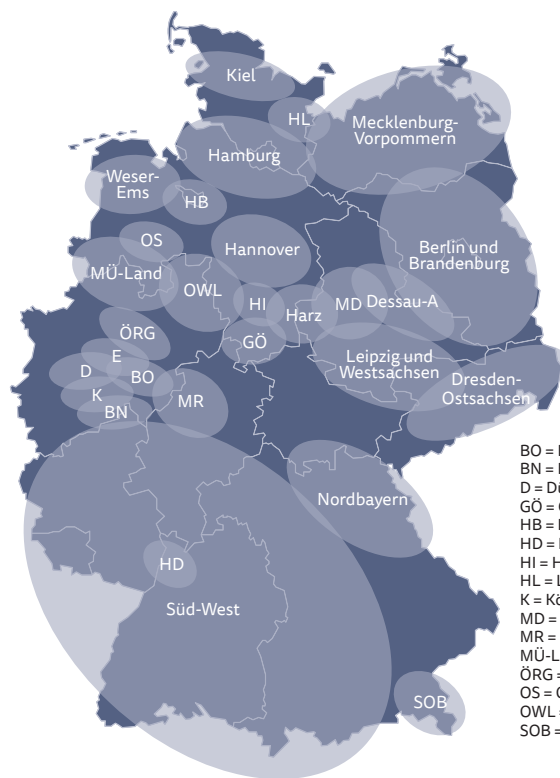 Kiel
HL
Mecklenburg-
Vorpommern
Hamburg
Weser-
Ems
HB
OS
Hannover
Berlin und
Brandenburg
MÜ-Land
OWL
HI
Harz
MD
Dessau-A
ÖRG
GÖ
E
D
BO
Leipzig und
Westsachsen
K
MR
Dresden-
Ostsachsen
BN
Nordbayern
HD
Süd-West
SOB
BO =
BN =
D = Dü
GÖ =
HB =
HD =
HI = H
HL = L
K = Kö
MD =
MR =
MÜ-L
ÖRG =
OS =
OWL =
SOB =